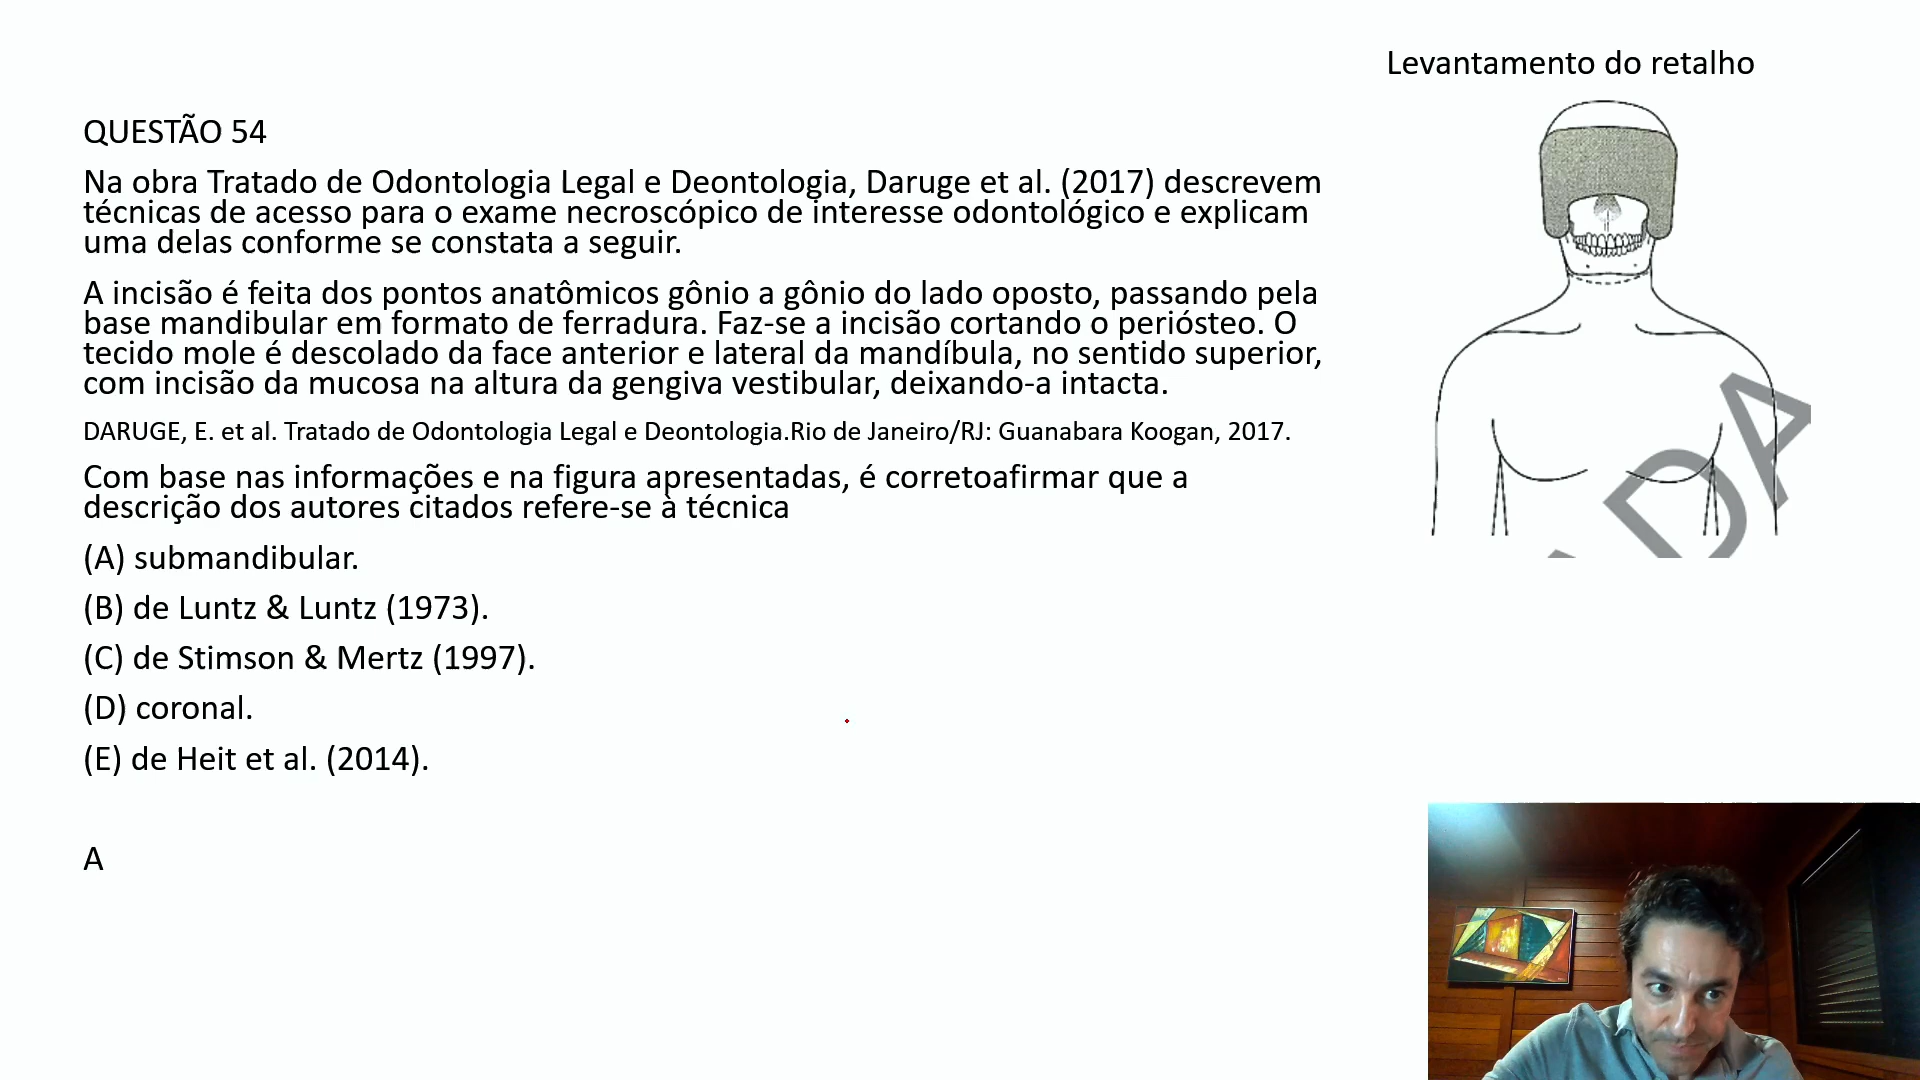 Levantamento do retalho
QUESTÃO 54
Na obra Tratado de Odontologia Legal e Deontologia, Daruge et al. (2017) descrevem
técnicas de acesso para o exame necroscópico de interesse odontológico e explicam
uma delas conforme se constata a seguir.
A incisão é feita dos pontos anatômicos gônio a gônio do lado oposto, passando pela
base mandibular em formato de ferradura. Faz-se a incisão cortando o periósteo. O
tecido mole é descolado da face anterior e lateral da mandíbula, no sentido superior,
com incisão da mucosa na altura da gengiva vestibular, deixando-a intacta.
DARUGE, E. et al. Tratado de Odontologia Legal e Deontologia.Rio de Janeiro/RJ: Guanabara Koogan, 2017.
Com base nas informações e na figura apresentadas, é corretoafirmar que a
descrição dos autores citados refere-se à técnica
(A) submandibular.
(B) de Luntz & Luntz (1973).
(C) de Stimson & Mertz (1997).
(D) coronal.
(E) de Heit et al. (2014).
A
DA